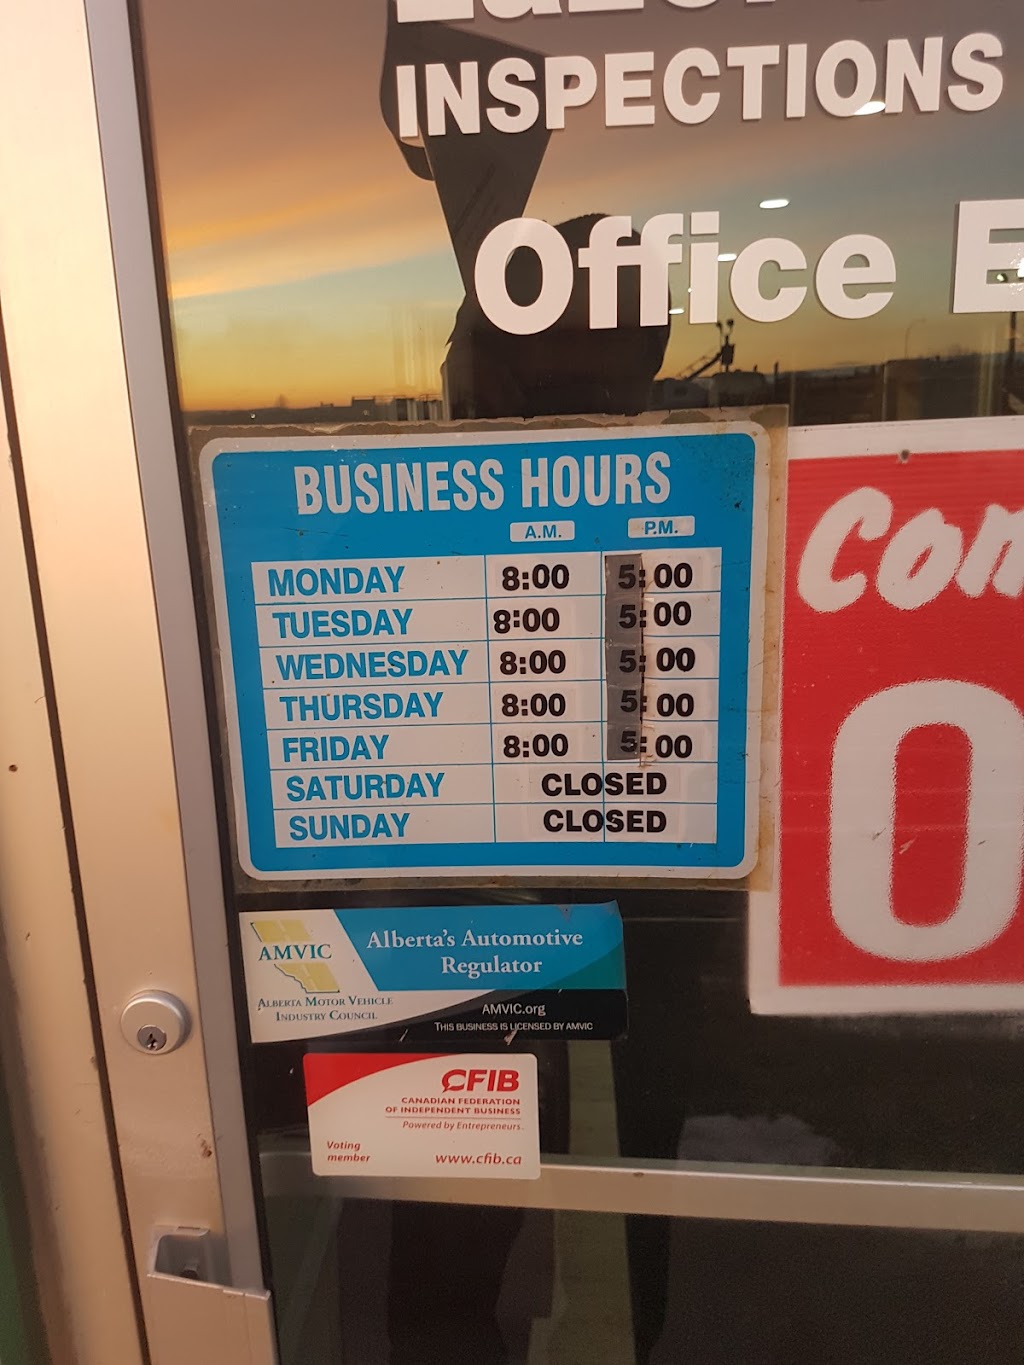 INSPECTIONS
Office
BUSINESS HOURS
A.M. P.M.
MONDAY 8:00 5:00
TUESDAY 8:00 5:00
WEDNESDAY 8:00 5:00
THURSDAY 8:00 5:00
FRIDAY 8:00 5:00
SATURDAY CLOSED
SUNDAY CLOSED
AMVIC
ALBERTA MOTOR VEHICLE
INDUSTRY COUNCIL
Alberta's Automotive
Regulator
AMVIC.org
THIS BUSINESS IS LICENSED BY AMVIC
CFIB
CANADIAN FEDERATION
OF INDEPENDENT BUSINESS
Powered by Entrepreneurs.
Voting
member
www.cfib.ca